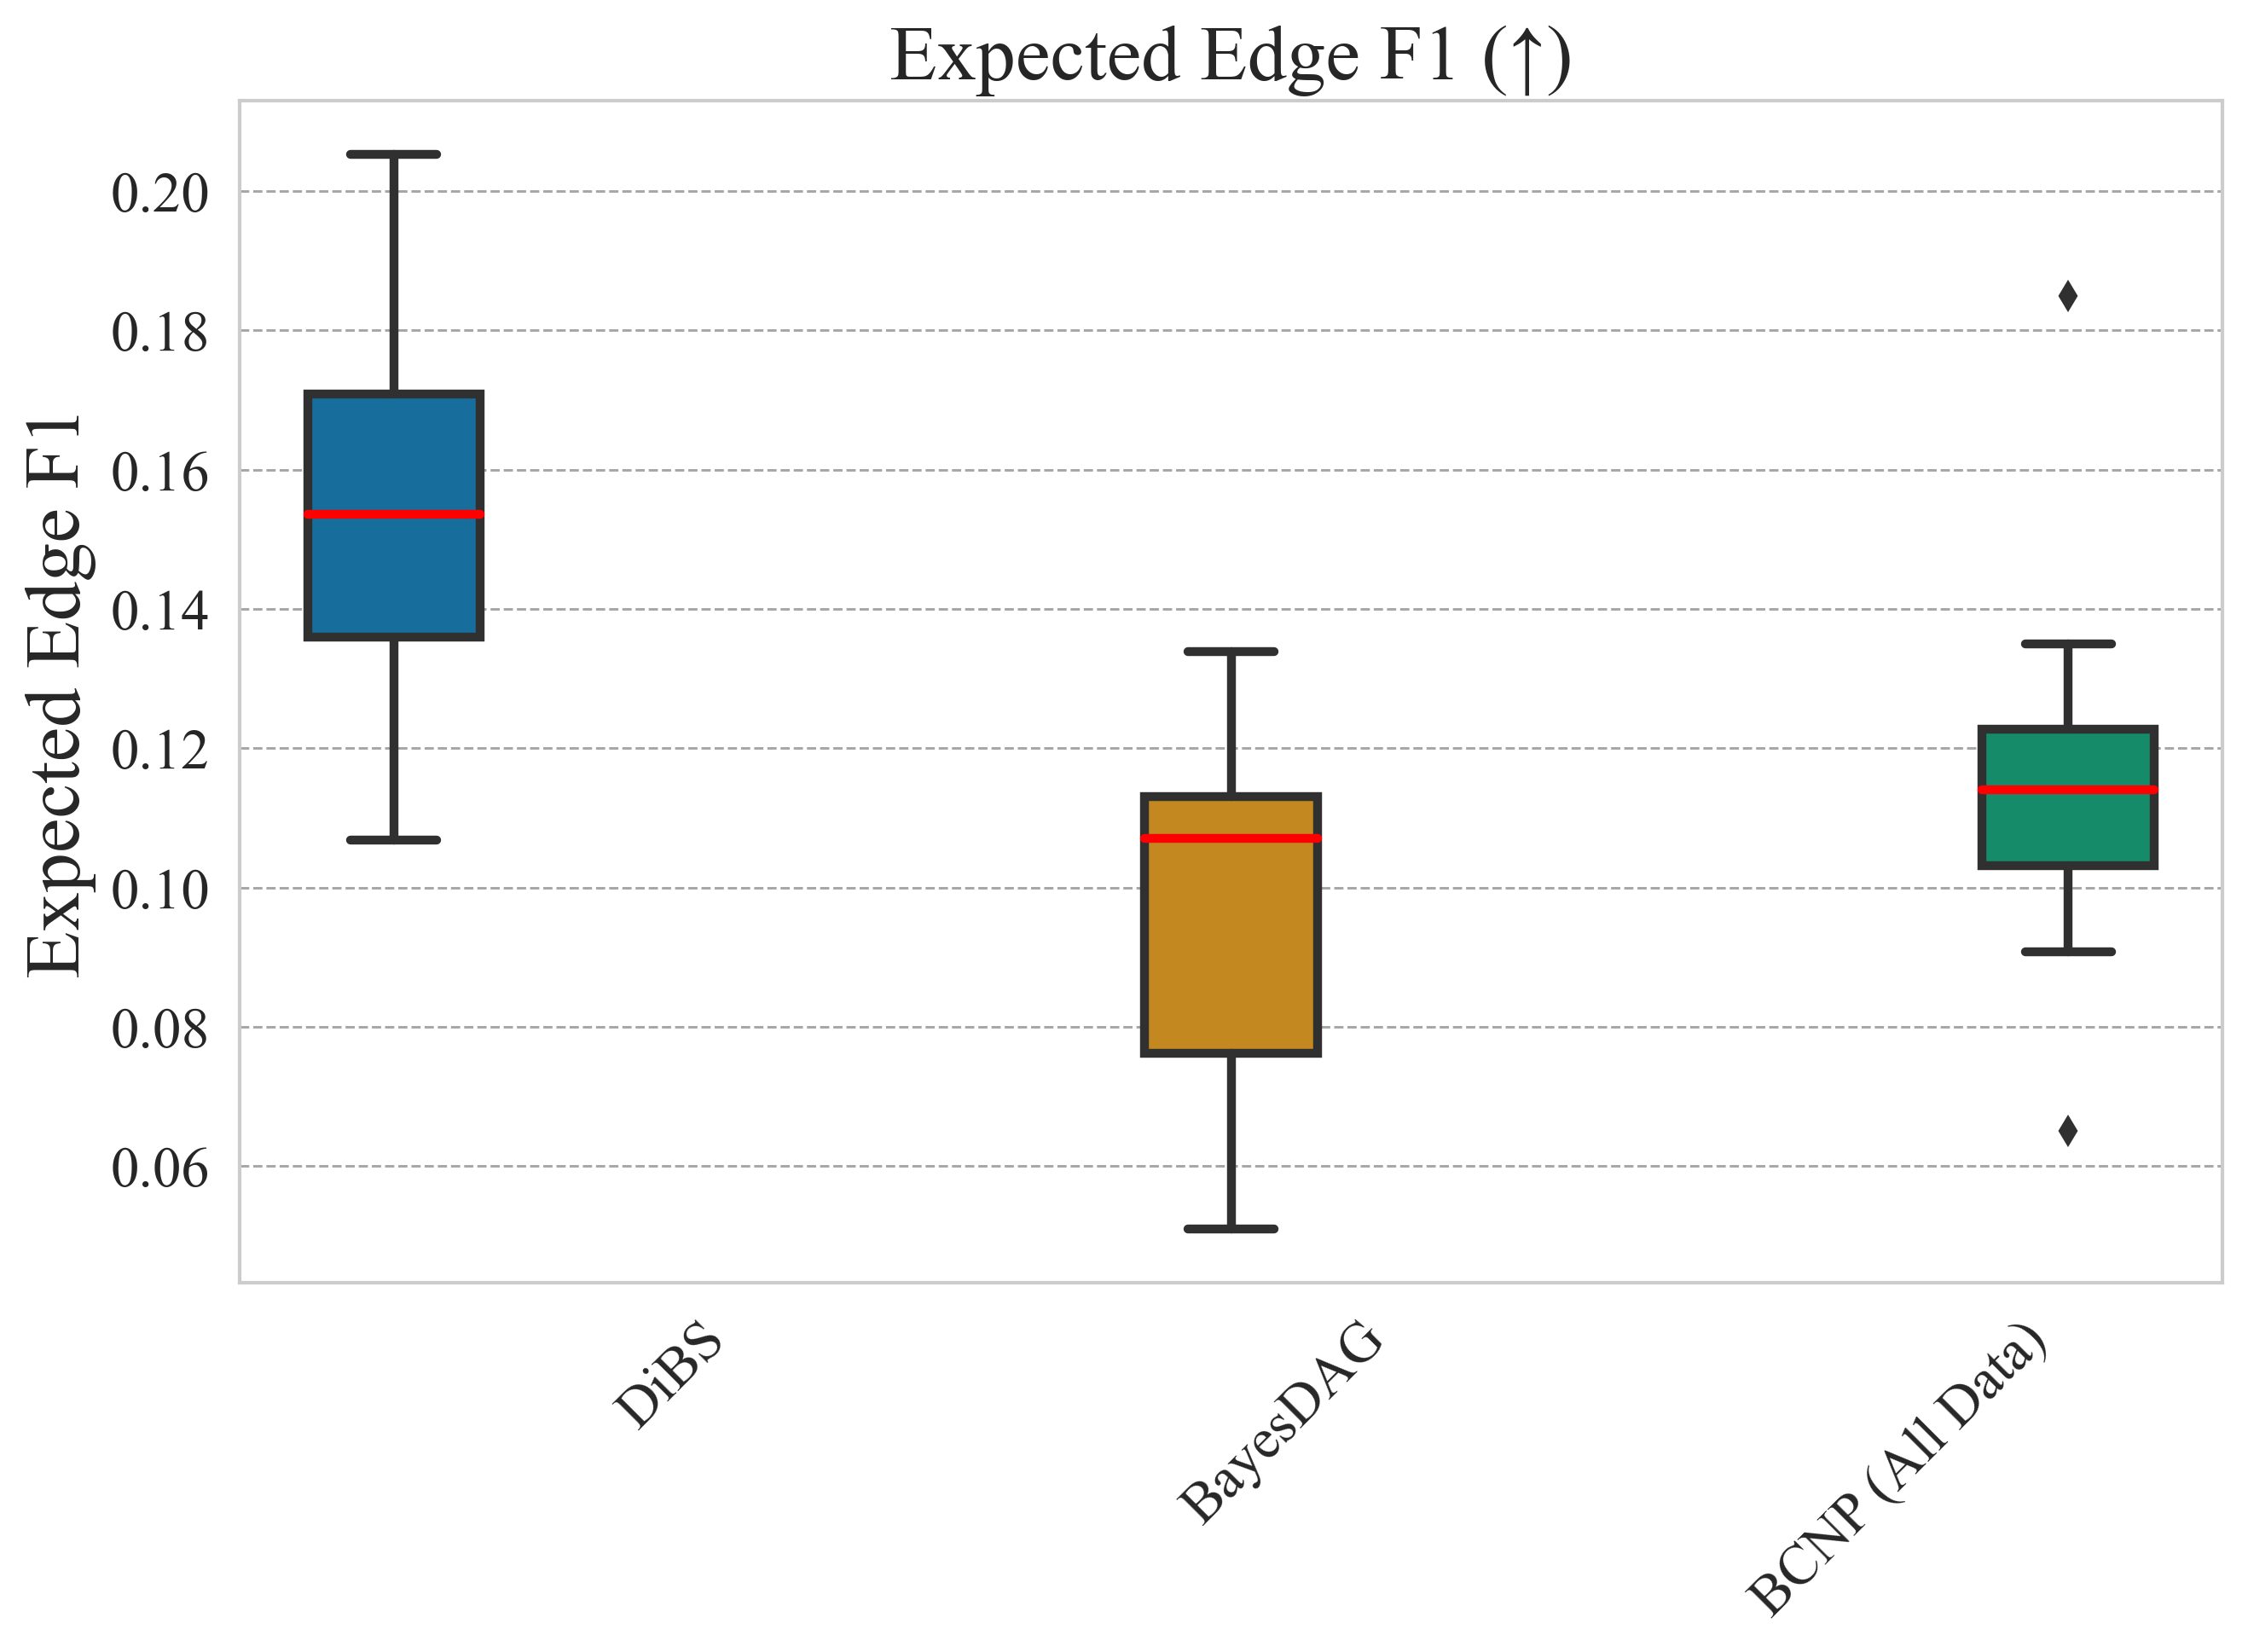 Expected Edge F1 (↑)
Expected Edge F1
0.20
0.18
0.16
0.14
0.12
0.10
0.08
0.06
DiBS
BayesDAG
BCNP (All Data)